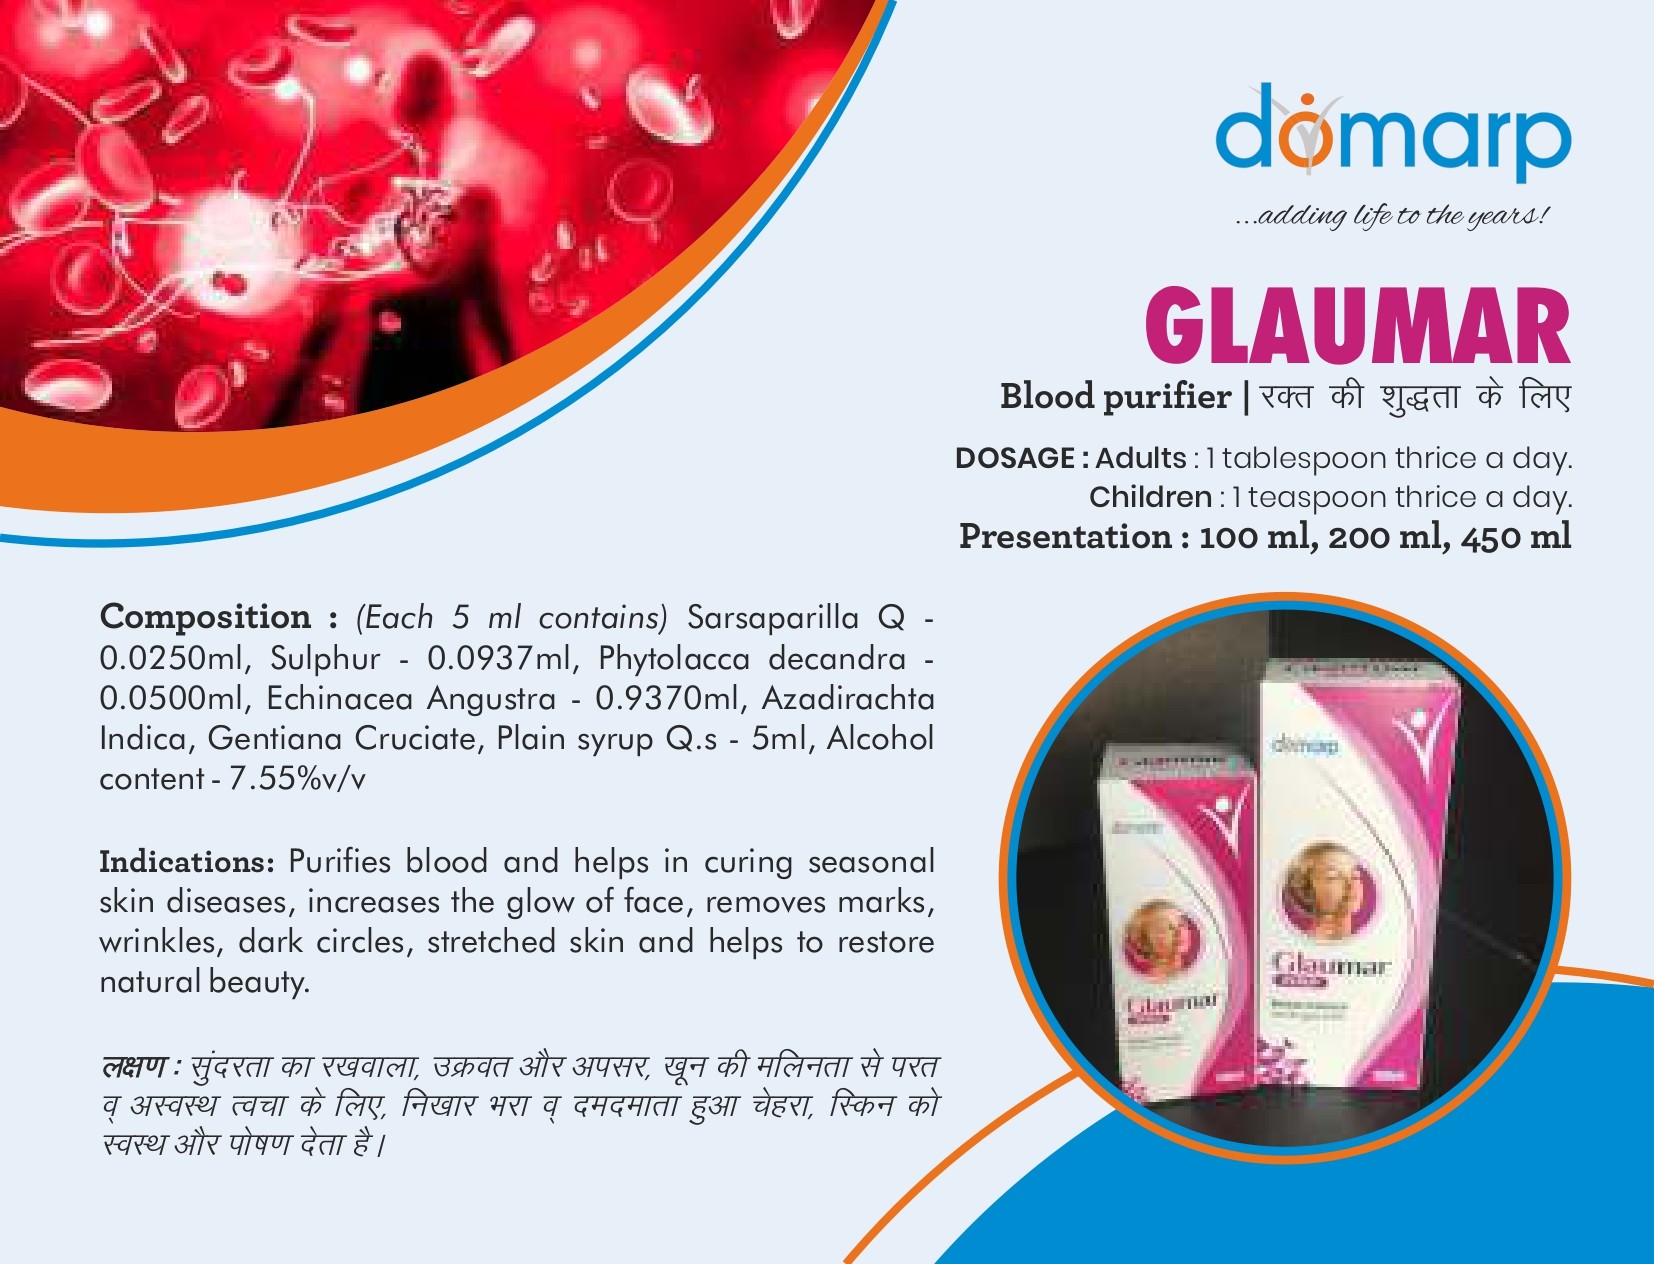 domarp
...adding life to the years!
GLAUMAR
Blood purifier | रक्त की शुद्धता के लिए
DOSAGE : Adults : 1 tablespoon thrice a day.
Children : 1 teaspoon thrice a day.
Presentation : 100 ml, 200 ml, 450 ml
Composition : (Each 5 ml contains) Sarsaparilla Q -
0.0250ml, Sulphur - 0.0937ml, Phytolacca decandra -
0.0500ml, Echinacea Angustra - 0.9370ml, Azadirachta
Indica, Gentiana Cruciate, Plain syrup Q.s - 5ml, Alcohol
content - 7.55%v/v
Indications: Purifies blood and helps in curing seasonal
skin diseases, increases the glow of face, removes marks,
wrinkles, dark circles, stretched skin and helps to restore
natural beauty.
लक्षण : सुंदरता का रखवाला, उक्रवत और अपसर, खून की मलिनता से परत
व् अस्वस्थ त्वचा के लिए, निखार भरा व् दमदमाता हुआ चेहरा, स्किन को
स्वस्थ और पोषण देता है।
domarp
Glaumar
domarp
Glaumar